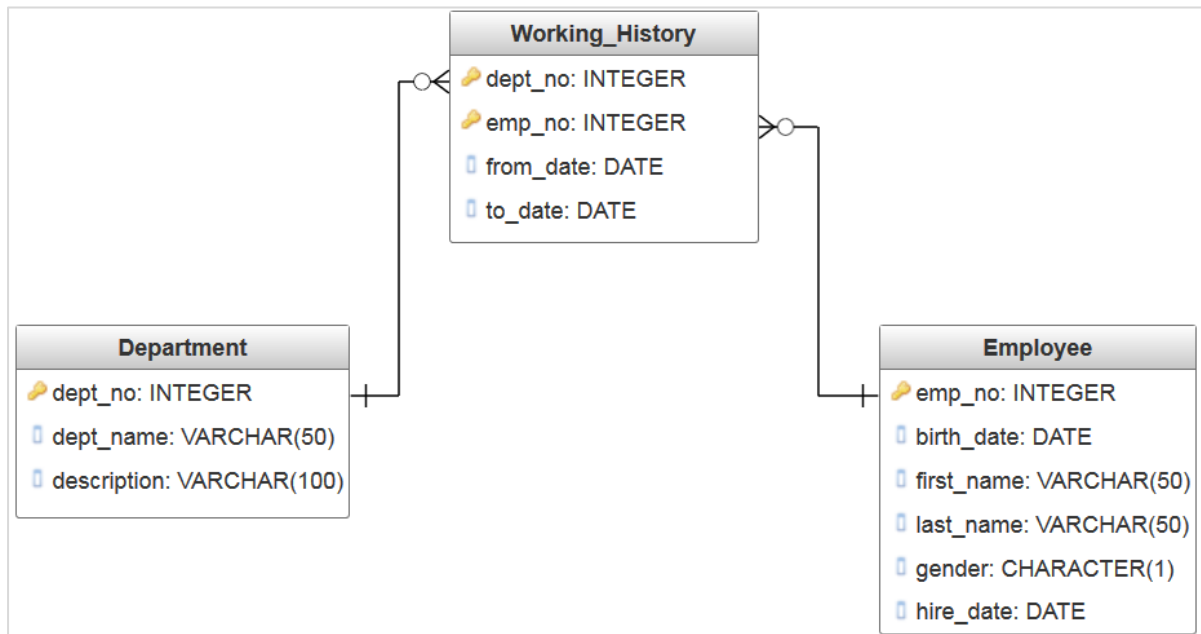 Working_History
dept_no: INTEGER
emp_no: INTEGER
from_date: DATE
to_date: DATE
Department
dept_no: INTEGER
dept_name: VARCHAR(50)
description: VARCHAR(100)
Employee
emp_no: INTEGER
birth_date: DATE
first_name: VARCHAR(50)
last_name: VARCHAR(50)
gender: CHARACTER(1)
hire_date: DATE